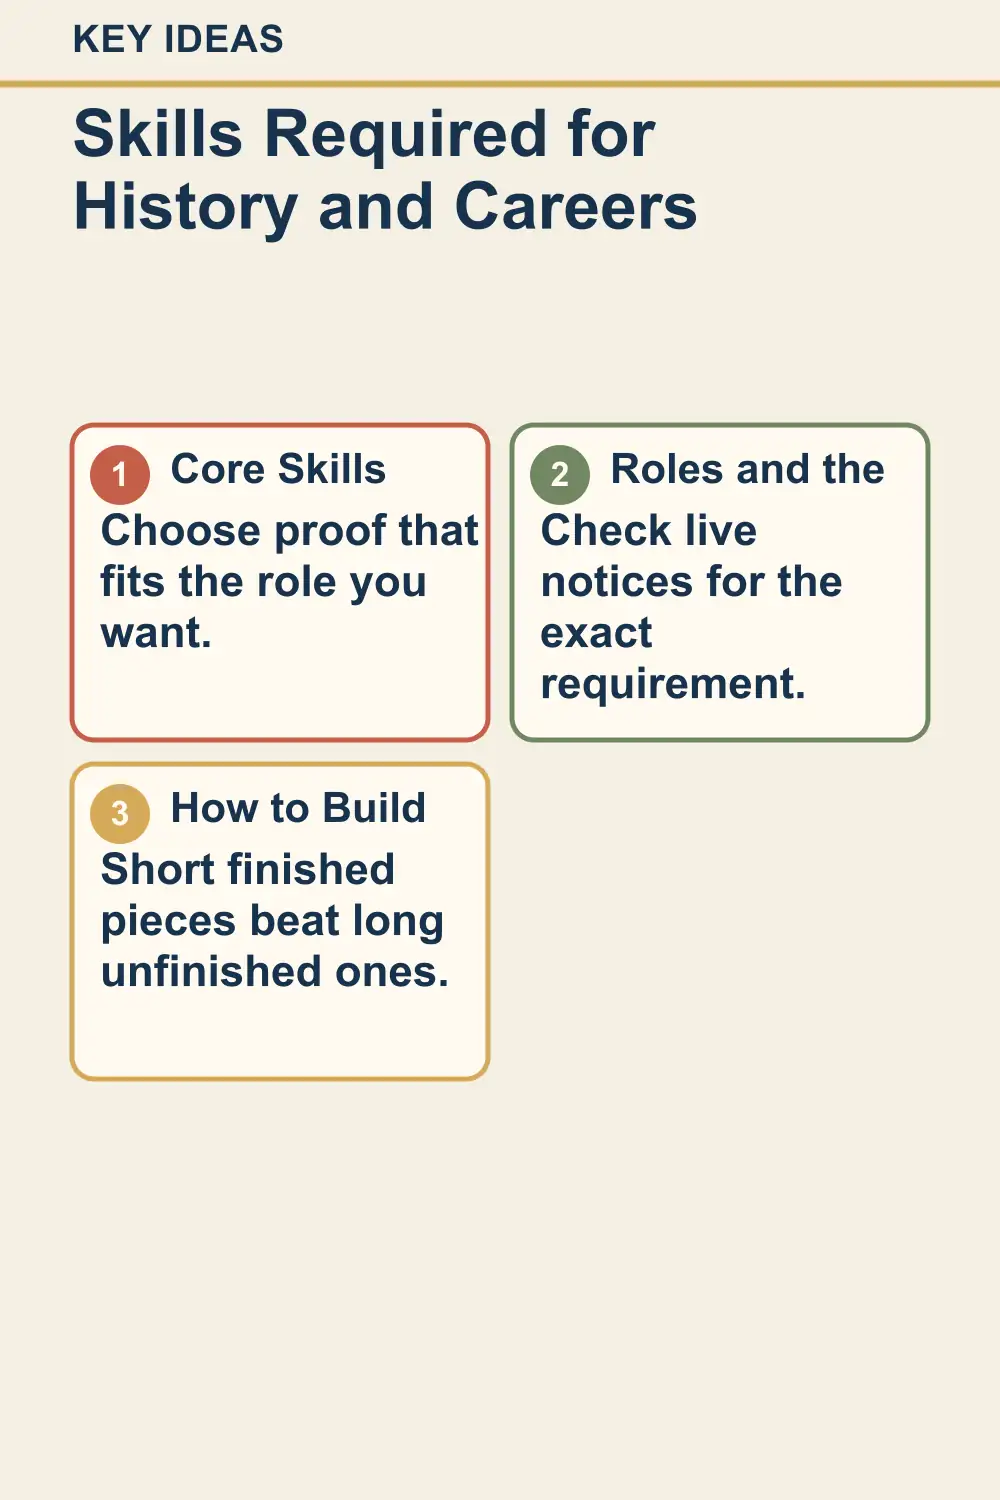 KEY IDEAS
Skills Required for
History and Careers
1 Core Skills
Choose proof that
fits the role you
want.
2 Roles and the
Check live
notices for the
exact
requirement.
3 How to Build
Short finished
pieces beat long
unfinished ones.